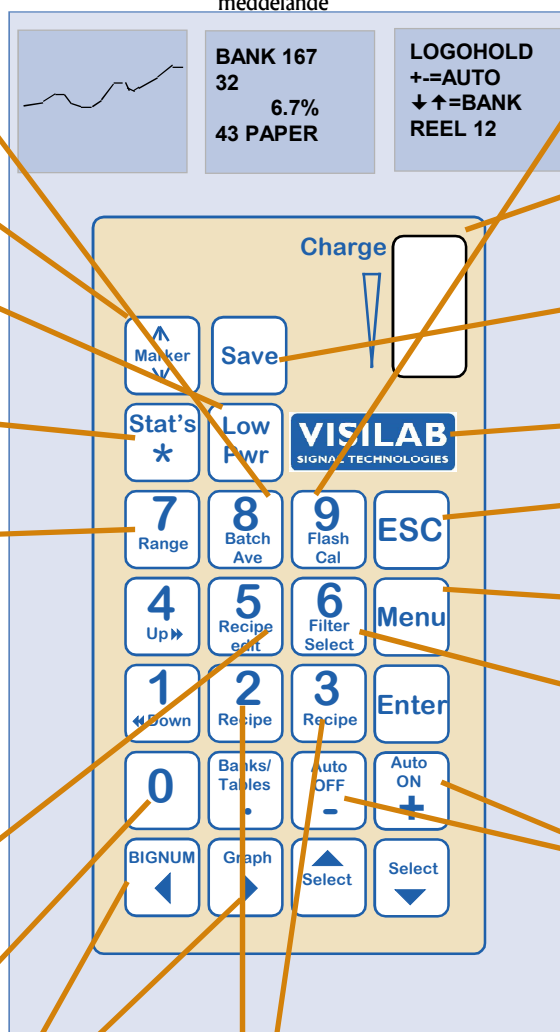 meddelande
BANK 167
32
6.7%
43 PAPER
LOGOHOLD
+-=AUTO
↓↑=BANK
REEL 12
Charge
Marker
Save
Stat's
*
Low
Pwr
VISILAB
SIGNAL TECHNOLOGIES
7
Range
8
Batch
Ave
9
Flash
Cal
ESC
4
Up
5
Recipe
edit
6
Filter
Select
Menu
1
Down
2
Recipe
3
Recipe
Enter
0
Banks/
Tables
.
Auto
OFF
-
Auto
ON
+
BIGNUM
Graph
Select
Select